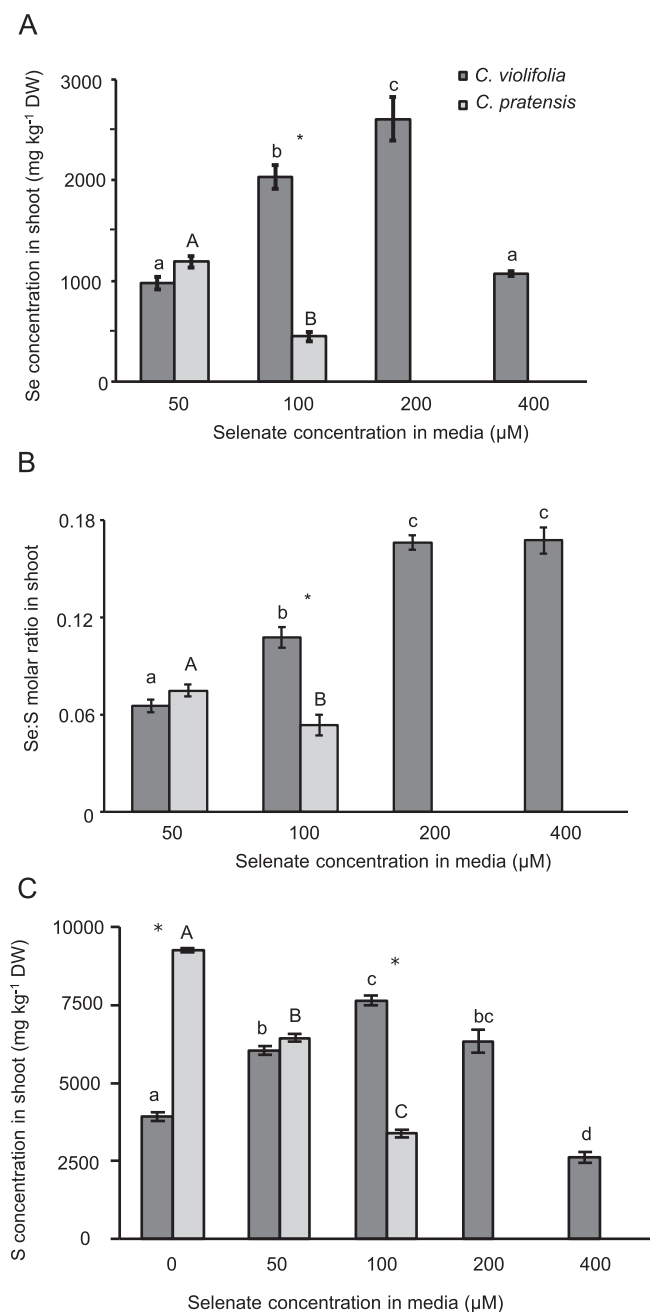 A
Se concentration in shoot (mg kg⁻¹ DW)
3000
2000
1000
0
C. violifolia
C. pratensis
a
A
b
*
B
c
a
50
100
200
400
Selenate concentration in media (µM)
B
Se:S molar ratio in shoot
0.18
0.12
0.06
0
a
A
b
*
B
c
c
50
100
200
400
Selenate concentration in media (µM)
C
S concentration in shoot (mg kg⁻¹ DW)
10000
7500
5000
2500
0
*
a
A
b
B
c
*
C
bc
d
0
50
100
200
400
Selenate concentration in media (µM)